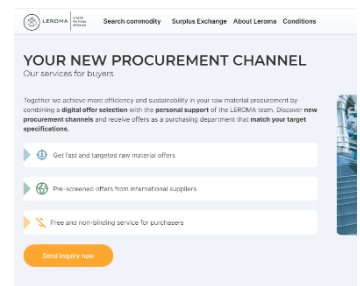 LEROMA
Search commodity Surplus Exchange About Leroma Conditions
YOUR NEW PROCUREMENT CHANNEL
Our services for buyers
Together we achieve more efficiency and sustainability in your raw material procurement by
combining a digital offer selection with the personal support of the LEROMA team. Discover new
procurement channels and receive offers as a purchasing department that match your target
specifications.
Get fast and targeted raw material offers
Pre-screened offers from international suppliers
Free and non-binding service for purchasers
Send inquiry now